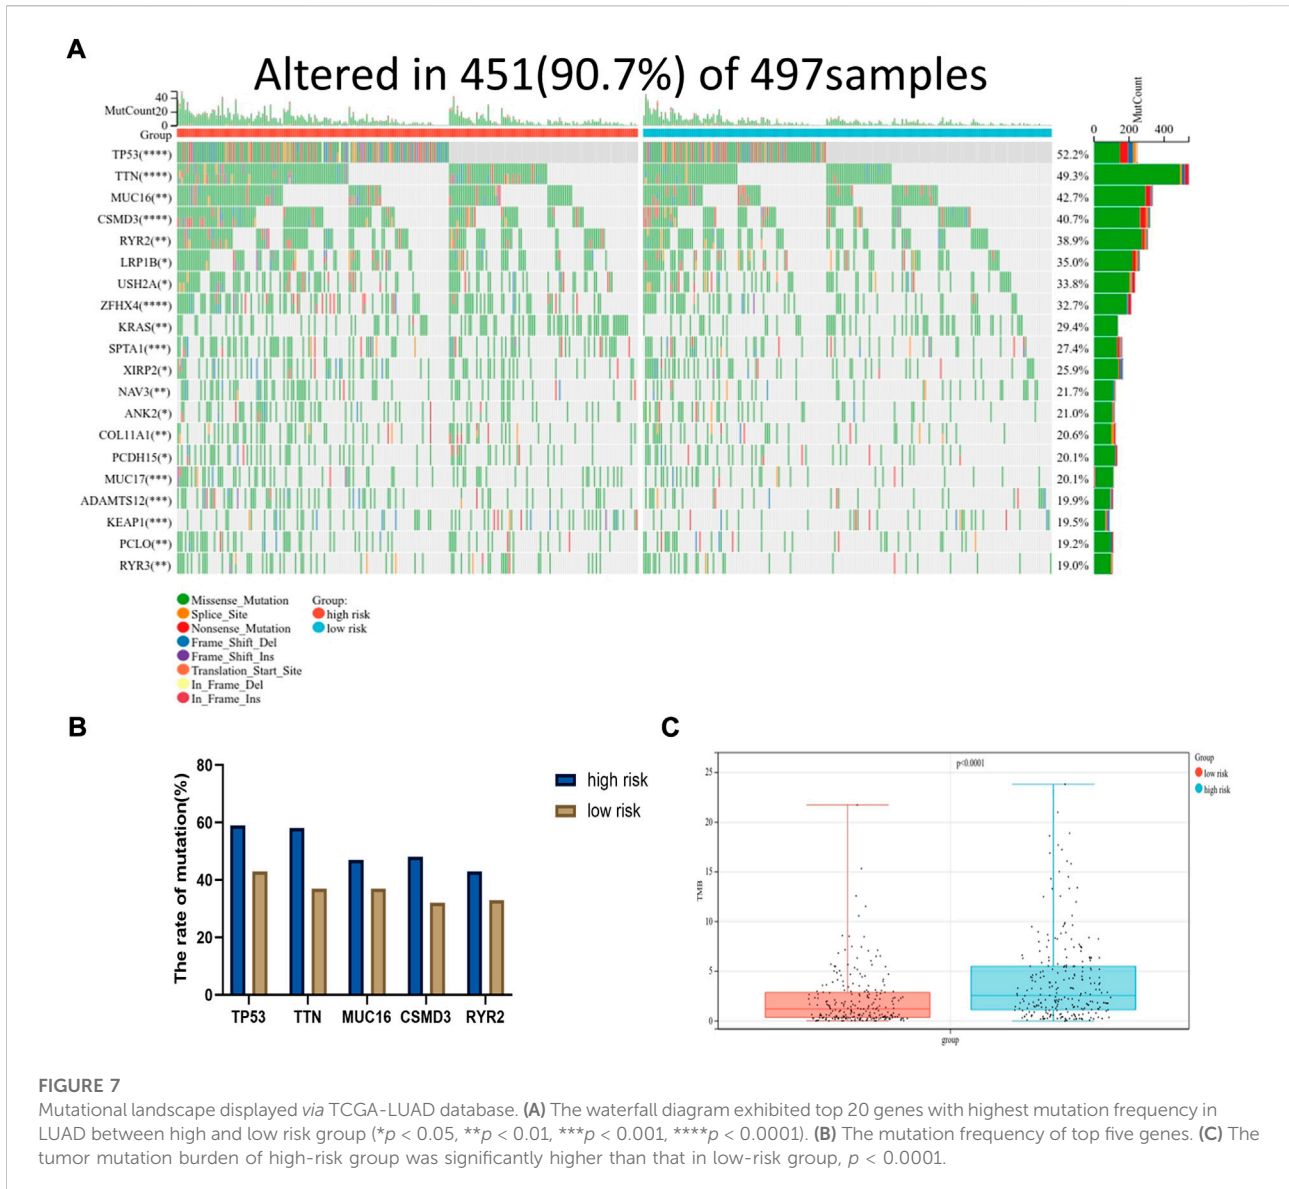 A
Altered in 451(90.7%) of 497samples
40
MutCount20
0
Group
MutCount
0 200 400
TP53(****) 52.2%
TTN(****) 49.3%
MUC16(**) 42.7%
CSMD3(****) 40.7%
RYR2(**) 38.9%
LRP1B(*) 35.0%
USH2A(*) 33.8%
ZFHX4(****) 32.7%
KRAS(**) 29.4%
SPTA1(***) 27.4%
XIRP2(*) 25.9%
NAV3(**) 21.7%
ANK2(*) 21.0%
COL11A1(**) 20.6%
PCDH15(*) 20.1%
MUC17(***) 20.1%
ADAMTS12(***) 19.9%
KEAP1(***) 19.5%
PCLO(**) 19.2%
RYR3(**) 19.0%
Missense_Mutation
Splice_Site
Nonsense_Mutation
Frame_Shift_Del
Frame_Shift_Ins
Translation_Start_Site
In_Frame_Del
In_Frame_Ins
Group:
high risk
low risk
B
The rate of mutation(%)
80
60
40
20
0
TP53 TTN MUC16 CSMD3 RYR2
high risk
low risk
C
p<0.0001
TMB
25
20
15
10
5
0
group
Group
low risk
high risk
FIGURE 7
Mutational landscape displayed via TCGA-LUAD database. (A) The waterfall diagram exhibited top 20 genes with highest mutation frequency in
LUAD between high and low risk group (*p < 0.05, **p < 0.01, ***p < 0.001, ****p < 0.0001). (B) The mutation frequency of top five genes. (C) The
tumor mutation burden of high-risk group was significantly higher than that in low-risk group, p < 0.0001.